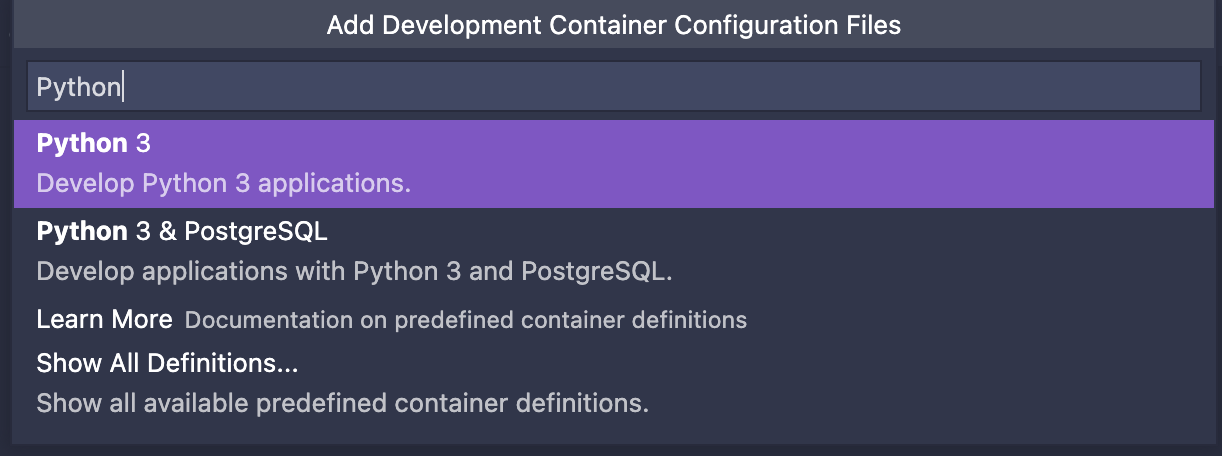 Add Development Container Configuration Files
Python
Python 3
Develop Python 3 applications.
Python 3 & PostgreSQL
Develop applications with Python 3 and PostgreSQL.
Learn More Documentation on predefined container definitions
Show All Definitions...
Show all available predefined container definitions.